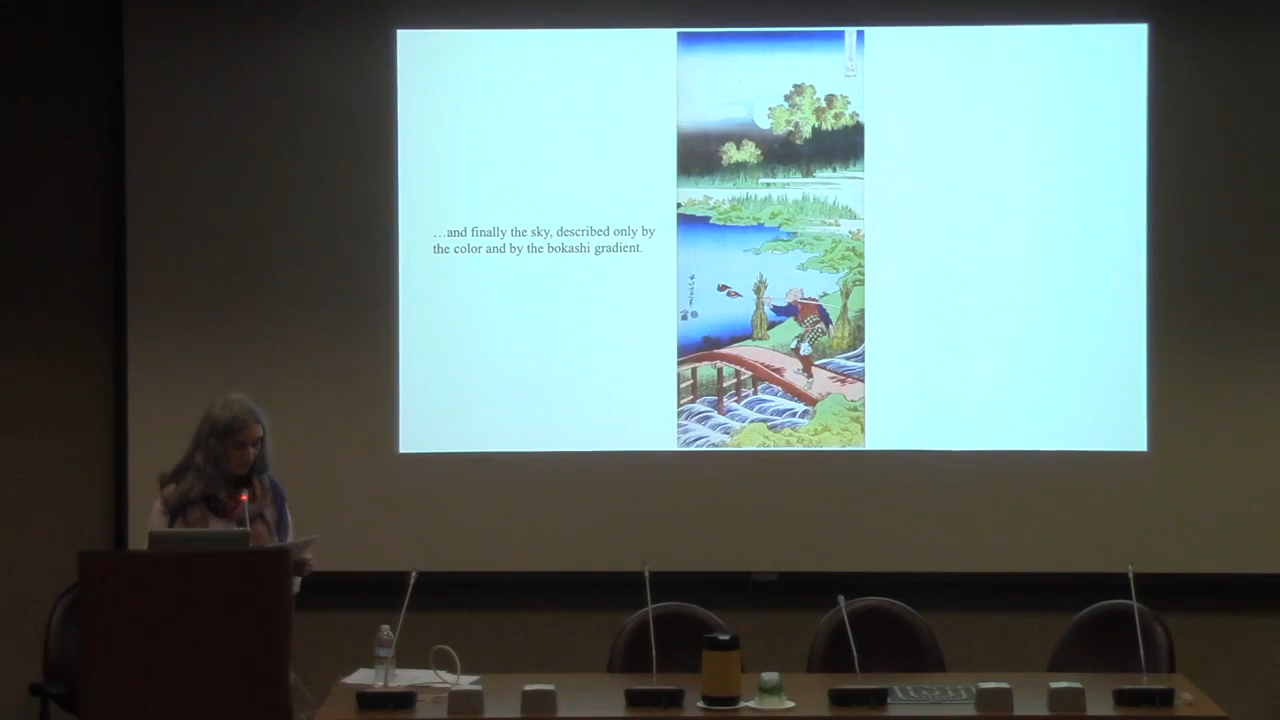 …and finally the sky, described only by
the color and by the bokashi gradient.